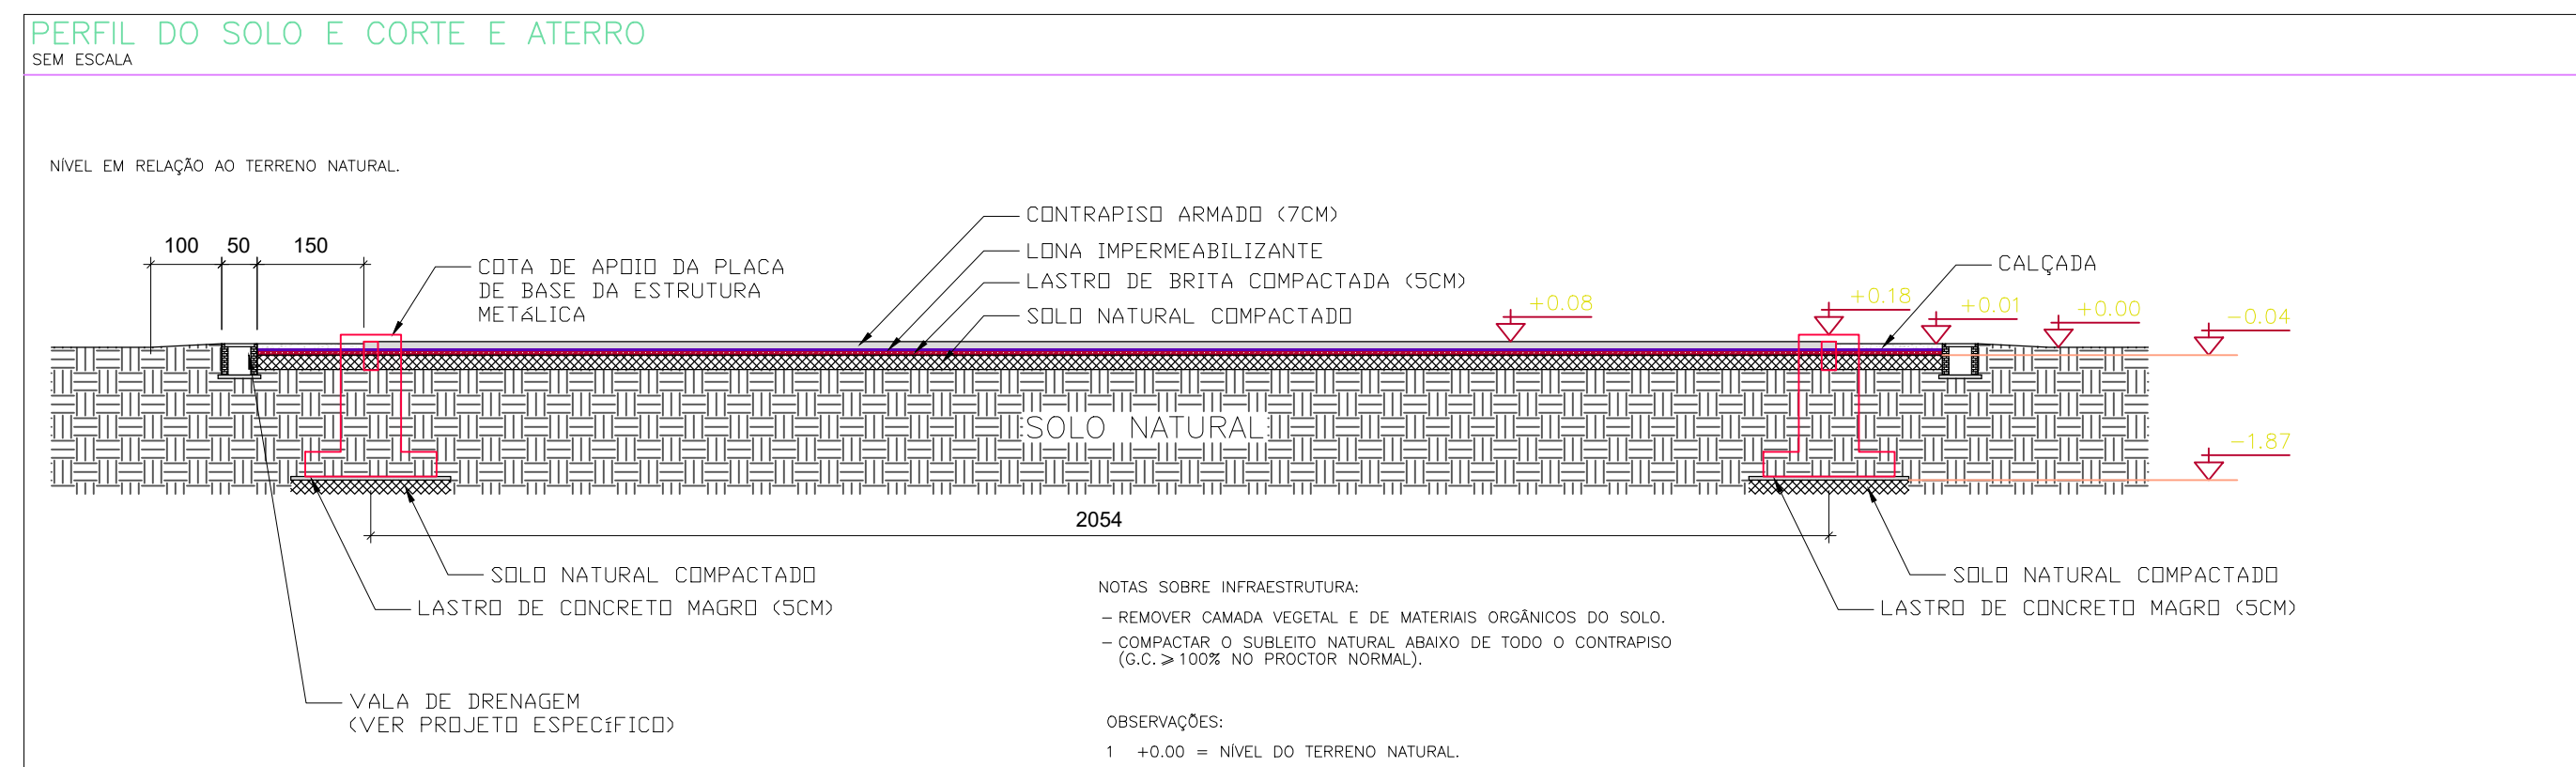 PERFIL DO SOLO E CORTE E ATERRO
SEM ESCALA
NÍVEL EM RELAÇÃO AO TERRENO NATURAL.
100
50
150
COTA DE APOIO DA PLACA
DE BASE DA ESTRUTURA
METÁLICA
CONTRAPISO ARMADO (7CM)
LONA IMPERMEABILIZANTE
LASTRO DE BRITA COMPACTADA (5CM)
SOLO NATURAL COMPACTADO
CALÇADA
+0.08
+0.18
+0.01
+0.00
-0.04
SOLO NATURAL
-1.87
2054
SOLO NATURAL COMPACTADO
LASTRO DE CONCRETO MAGRO (5CM)
SOLO NATURAL COMPACTADO
LASTRO DE CONCRETO MAGRO (5CM)
VALA DE DRENAGEM
(VER PROJETO ESPECÍFICO)
NOTAS SOBRE INFRAESTRUTURA:
- REMOVER CAMADA VEGETAL E DE MATERIAIS ORGÂNICOS DO SOLO.
- COMPACTAR O SUBLEITO NATURAL ABAIXO DE TODO O CONTRAPISO
(G.C. ⩾ 100% NO PROCTOR NORMAL).
OBSERVAÇÕES:
1 +0.00 = NÍVEL DO TERRENO NATURAL.